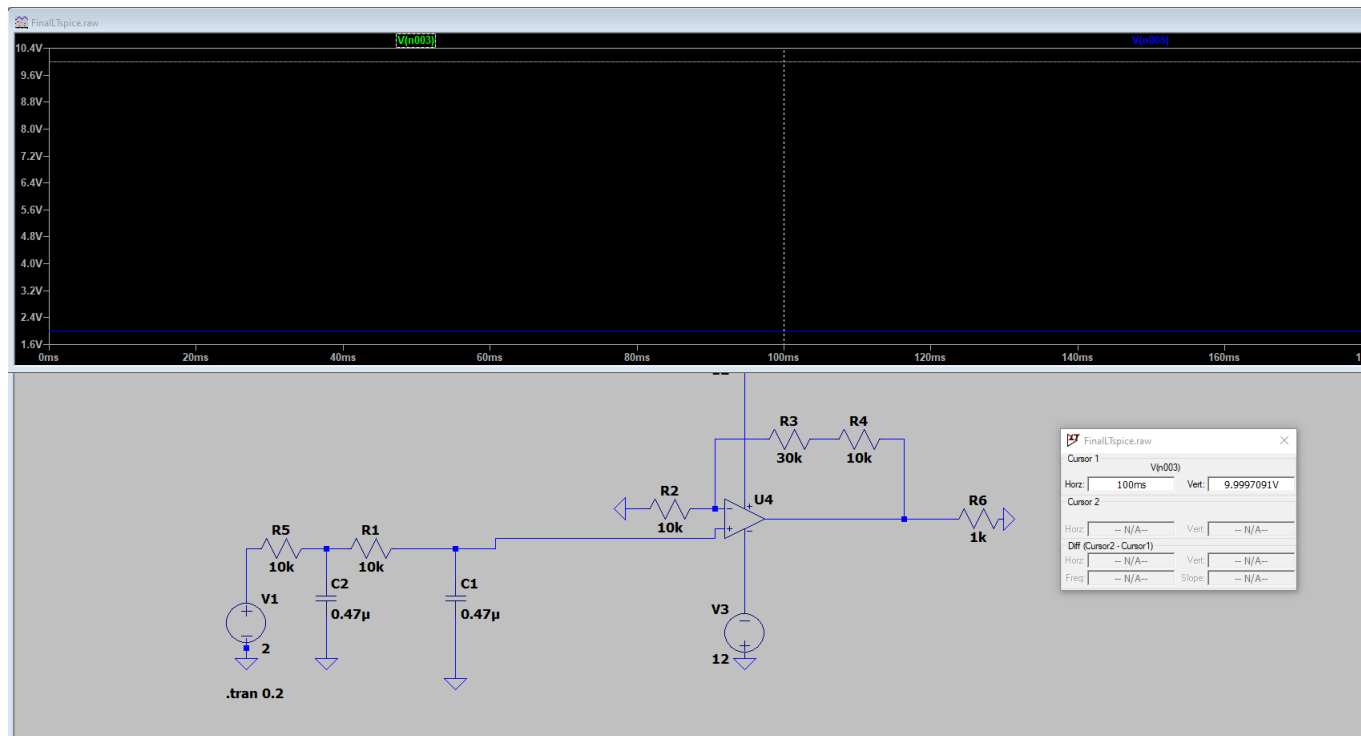 FinalLTspice.raw
V(n003) V(n005)
10.4V
9.6V
8.8V
8.0V
7.2V
6.4V
5.6V
4.8V
4.0V
3.2V
2.4V
1.6V
0ms 20ms 40ms 60ms 80ms 100ms 120ms 140ms 160ms
R3 R4
30k 10k
R2 U4
10k
R6
1k
R5 R1
10k 10k
C2 C1
0.47µ 0.47µ
V1
2
V3
12
.tran 0.2
FinalLTspice.raw
Cursor 1
V(n003)
Horz: 100ms Vert: 9.9997091V
Cursor 2
Horz: -- N/A-- Vert: -- N/A--
Diff (Cursor2 - Cursor1)
Horz: -- N/A-- Vert: -- N/A--
Freq: -- N/A-- Slope: -- N/A--